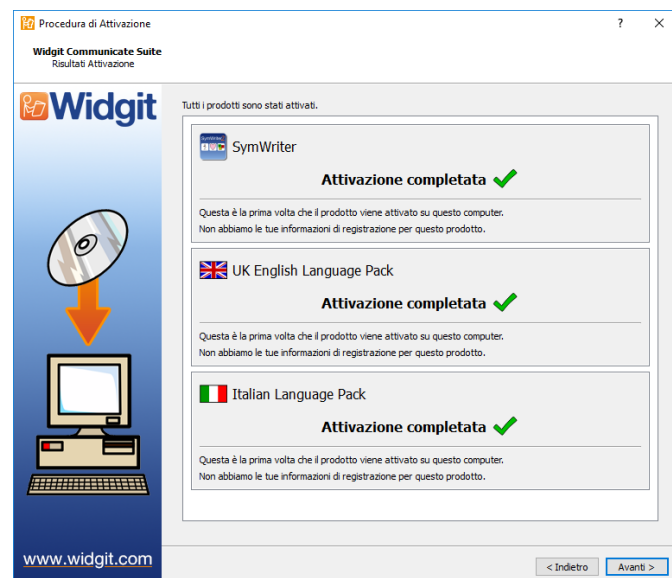 Procedura di Attivazione
Widgit Communicate Suite
Risultati Attivazione
Widgit
Tutti i prodotti sono stati attivati.
SymWriter
Attivazione completata
Questa è la prima volta che il prodotto viene attivato su questo computer.
Non abbiamo le tue informazioni di registrazione per questo prodotto.
UK English Language Pack
Attivazione completata
Questa è la prima volta che il prodotto viene attivato su questo computer.
Non abbiamo le tue informazioni di registrazione per questo prodotto.
Italian Language Pack
Attivazione completata
Questa è la prima volta che il prodotto viene attivato su questo computer.
Non abbiamo le tue informazioni di registrazione per questo prodotto.
www.widgit.com
< Indietro Avanti >